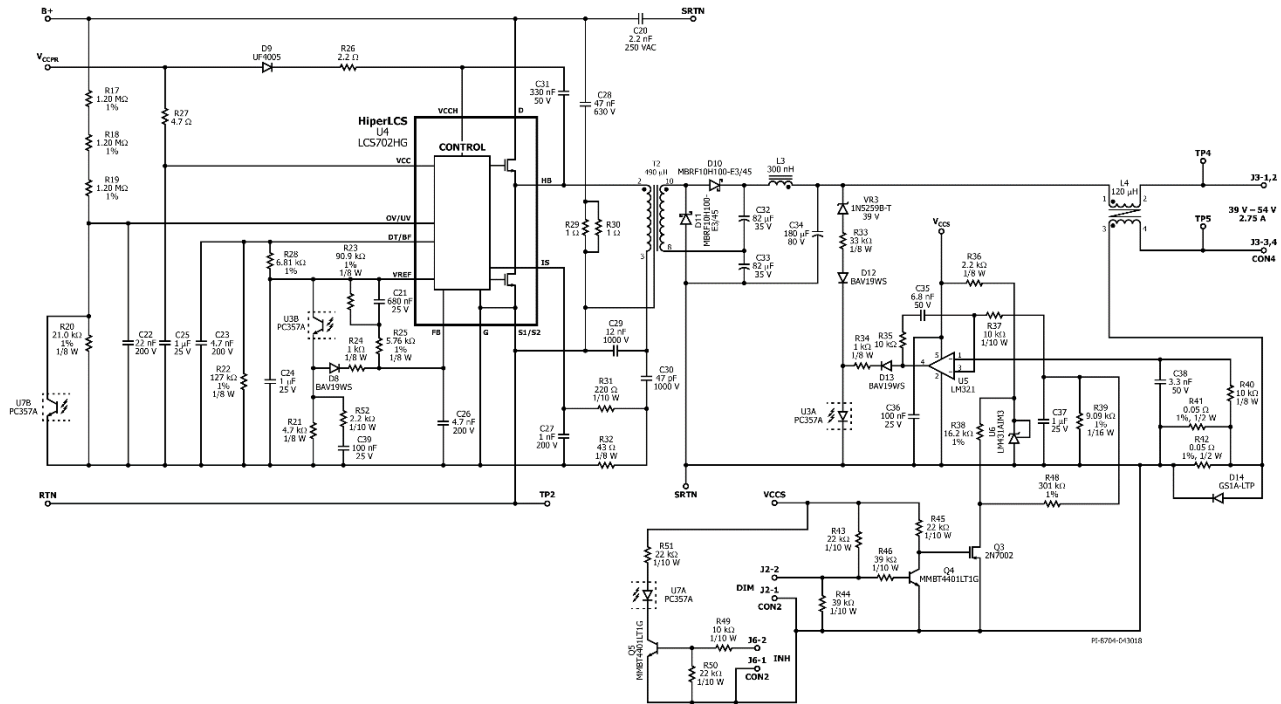 B+
SRTN
C20
2.2 nF
250 VAC
VCCPR
D9
UF4005
R26
2.2 Ω
R17
1.20 MΩ
1%
R27
4.7 Ω
R18
1.20 MΩ
1%
R19
1.20 MΩ
1%
C31
330 nF
50 V
C28
47 nF
630 V
HiperLCS
U4
LCS702HG
VCCH
D
CONTROL
VCC
HB
OV/UV
DT/BF
IS
VREF
FB
G
S1/S2
T2
490 µH
2
10
3
8
D10
MBRF10H100-E3/45
L3
300 nH
D11
MBRF10H100-
E3/45
C32
82 µF
35 V
C33
82 µF
35 V
C34
180 µF
80 V
VR3
1N5259B-T
39 V
R33
33 kΩ
1/8 W
D12
BAV19WS
VCCS
TP4
L4
120 µH
1
2
3
4
J3-1,2
39 V – 54 V
2.75 A
TP5
J3-3,4
CON4
R29
1 Ω
R30
1 Ω
R28
6.81 kΩ
1%
R23
90.9 kΩ
1%
1/8 W
C21
680 nF
25 V
U3B
PC357A
R24
1 kΩ
1/8 W
R25
5.76 kΩ
1%
1/8 W
D8
BAV19WS
R20
21.0 kΩ
1%
1/8 W
C22
22 nF
200 V
C25
1 µF
25 V
C23
4.7 nF
200 V
R22
127 kΩ
1%
1/8 W
C24
1 µF
25 V
R21
4.7 kΩ
1/8 W
R52
2.2 kΩ
1/10 W
C39
100 nF
25 V
U7B
PC357A
C26
4.7 nF
200 V
C29
12 nF
1000 V
C30
47 pF
1000 V
R31
220 Ω
1/10 W
C27
1 nF
200 V
R32
43 Ω
1/8 W
R36
2.2 kΩ
1/8 W
C35
6.8 nF
50 V
R35
10 kΩ
R37
10 kΩ
1/10 W
R34
1 kΩ
1/8 W
D13
BAV19WS
5
1
4
3
2
U5
LM321
U3A
PC357A
C36
100 nF
25 V
R38
16.2 kΩ
1%
U6
LM431AIM3
C37
1 µF
25 V
R39
9.09 kΩ
1%
1/16 W
C38
3.3 nF
50 V
R40
10 kΩ
1/8 W
R41
0.05 Ω
1%, 1/2 W
R42
0.05 Ω
1%, 1/2 W
D14
GS1A-LTP
R48
301 kΩ
1%
RTN
TP2
SRTN
VCCS
R43
22 kΩ
1/10 W
R45
22 kΩ
1/10 W
R46
39 kΩ
1/10 W
Q3
2N7002
Q4
MMBT4401LT1G
R51
22 kΩ
1/10 W
U7A
PC357A
J2-2
DIM
J2-1
CON2
R44
39 kΩ
1/10 W
Q5
MMBT4401LT1G
R49
10 kΩ
1/10 W
J6-2
INH
J6-1
CON2
R50
22 kΩ
1/10 W
PI-8704-043018